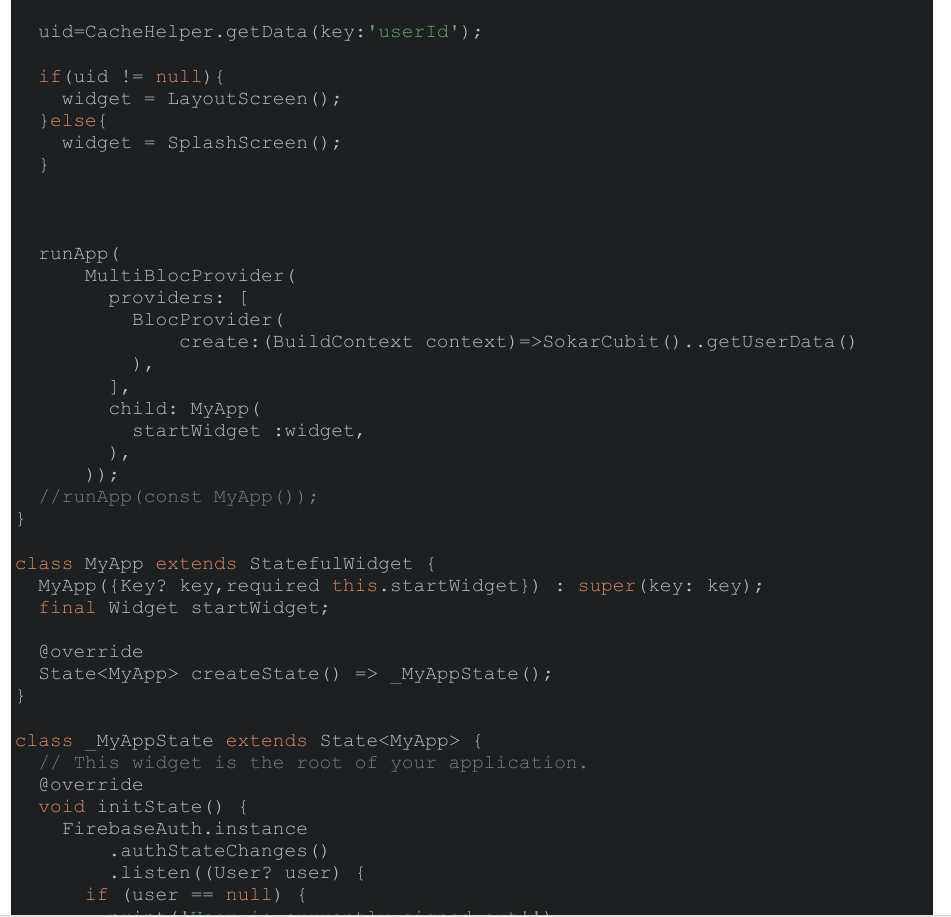 uid=CacheHelper.getData(key:'userId');
if(uid != null){
widget = LayoutScreen();
}else{
widget = SplashScreen();
}
runApp(
MultiBlocProvider(
providers: [
BlocProvider(
create:(BuildContext context)=>SokarCubit()..getUserData()
),
],
child: MyApp(
startWidget :widget,
),
));
//runApp(const MyApp());
}
class MyApp extends StatefulWidget {
MyApp({Key? key,required this.startWidget}) : super(key: key);
final Widget startWidget;
@override
State<MyApp> createState() => _MyAppState();
}
class _MyAppState extends State<MyApp> {
// This widget is the root of your application.
@override
void initState() {
FirebaseAuth.instance
.authStateChanges()
.listen((User? user) {
if (user == null) {